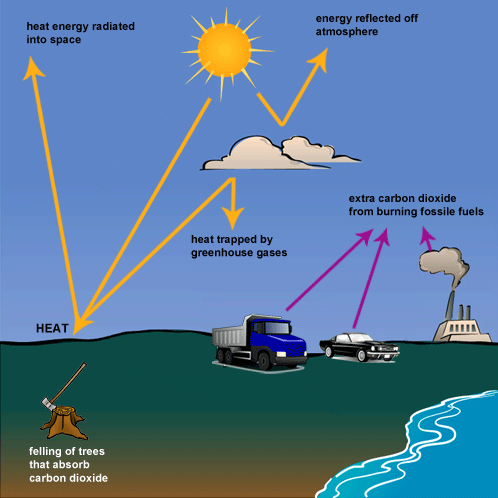 heat energy radiated
into space
energy reflected off
atmosphere
extra carbon dioxide
from burning fossile fuels
heat trapped by
greenhouse gases
HEAT
felling of trees
that absorb
carbon dioxide